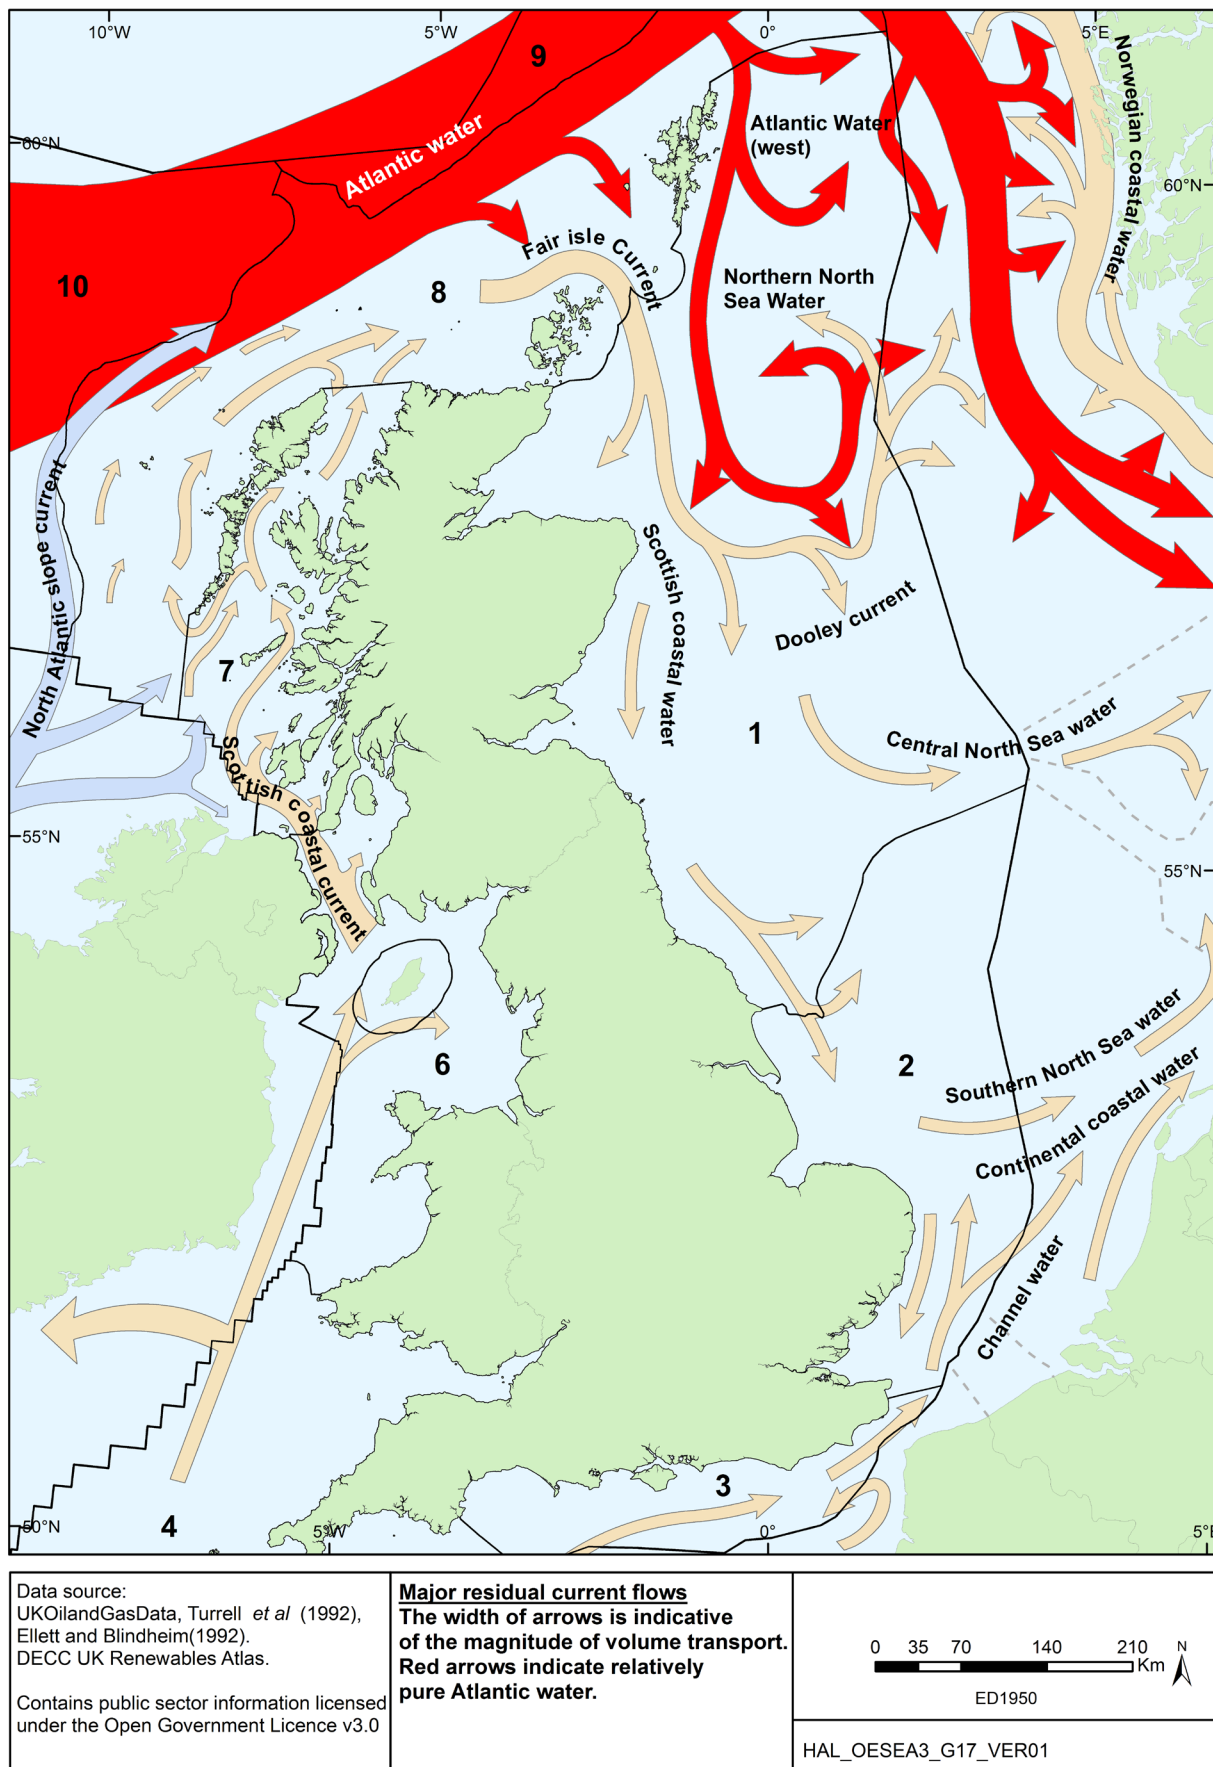 10°W
5°W
0°
5°E
9
Norwegian coastal water
Atlantic water
Atlantic Water
(west)
60°N
60°N
Fair isle Current
10
8
Northern North
Sea Water
North Atlantic slope current
Scottish coastal water
Dooley current
7
1
Central North Sea water
Scottish coastal current
55°N
55°N
6
2
Southern North Sea water
Continental coastal water
Channel water
3
4
50°N
5°W
0°
5°E
Data source:
UKOilandGasData, Turrell et al (1992),
Ellett and Blindheim(1992).
DECC UK Renewables Atlas.
Contains public sector information licensed
under the Open Government Licence v3.0
Major residual current flows
The width of arrows is indicative
of the magnitude of volume transport.
Red arrows indicate relatively
pure Atlantic water.
0 35 70 140 210
Km
N
ED1950
HAL_OESEA3_G17_VER01